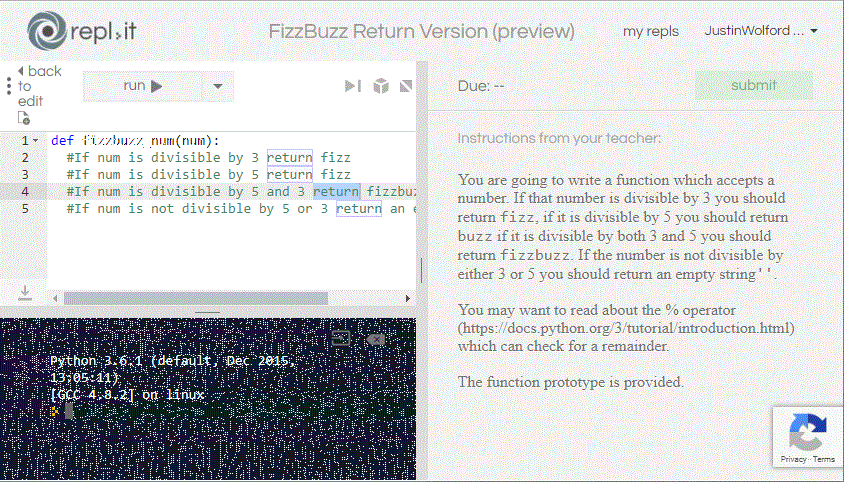 repl.it
FizzBuzz Return Version (preview)
my repls
JustinWolford ...
back
to
edit
run
Due: --
submit
Instructions from your teacher:
1 def fizzbuzz_num(num):
2 #If num is divisible by 3 return fizz
3 #If num is divisible by 5 return fizz
4 #If num is divisible by 5 and 3 return fizzbuz
5 #If num is not divisible by 5 or 3 return an e
You are going to write a function which accepts a
number. If that number is divisible by 3 you should
return fizz, if it is divisible by 5 you should return
buzz if it is divisible by both 3 and 5 you should
return fizzbuzz. If the number is not divisible by
either 3 or 5 you should return an empty string ''.
You may want to read about the % operator
(https://docs.python.org/3/tutorial/introduction.html)
which can check for a remainder.
The function prototype is provided.
Python 3.6.1 (default, Dec 2015,
13:05:11)
[GCC 4.8.2] on linux
Privacy - Terms